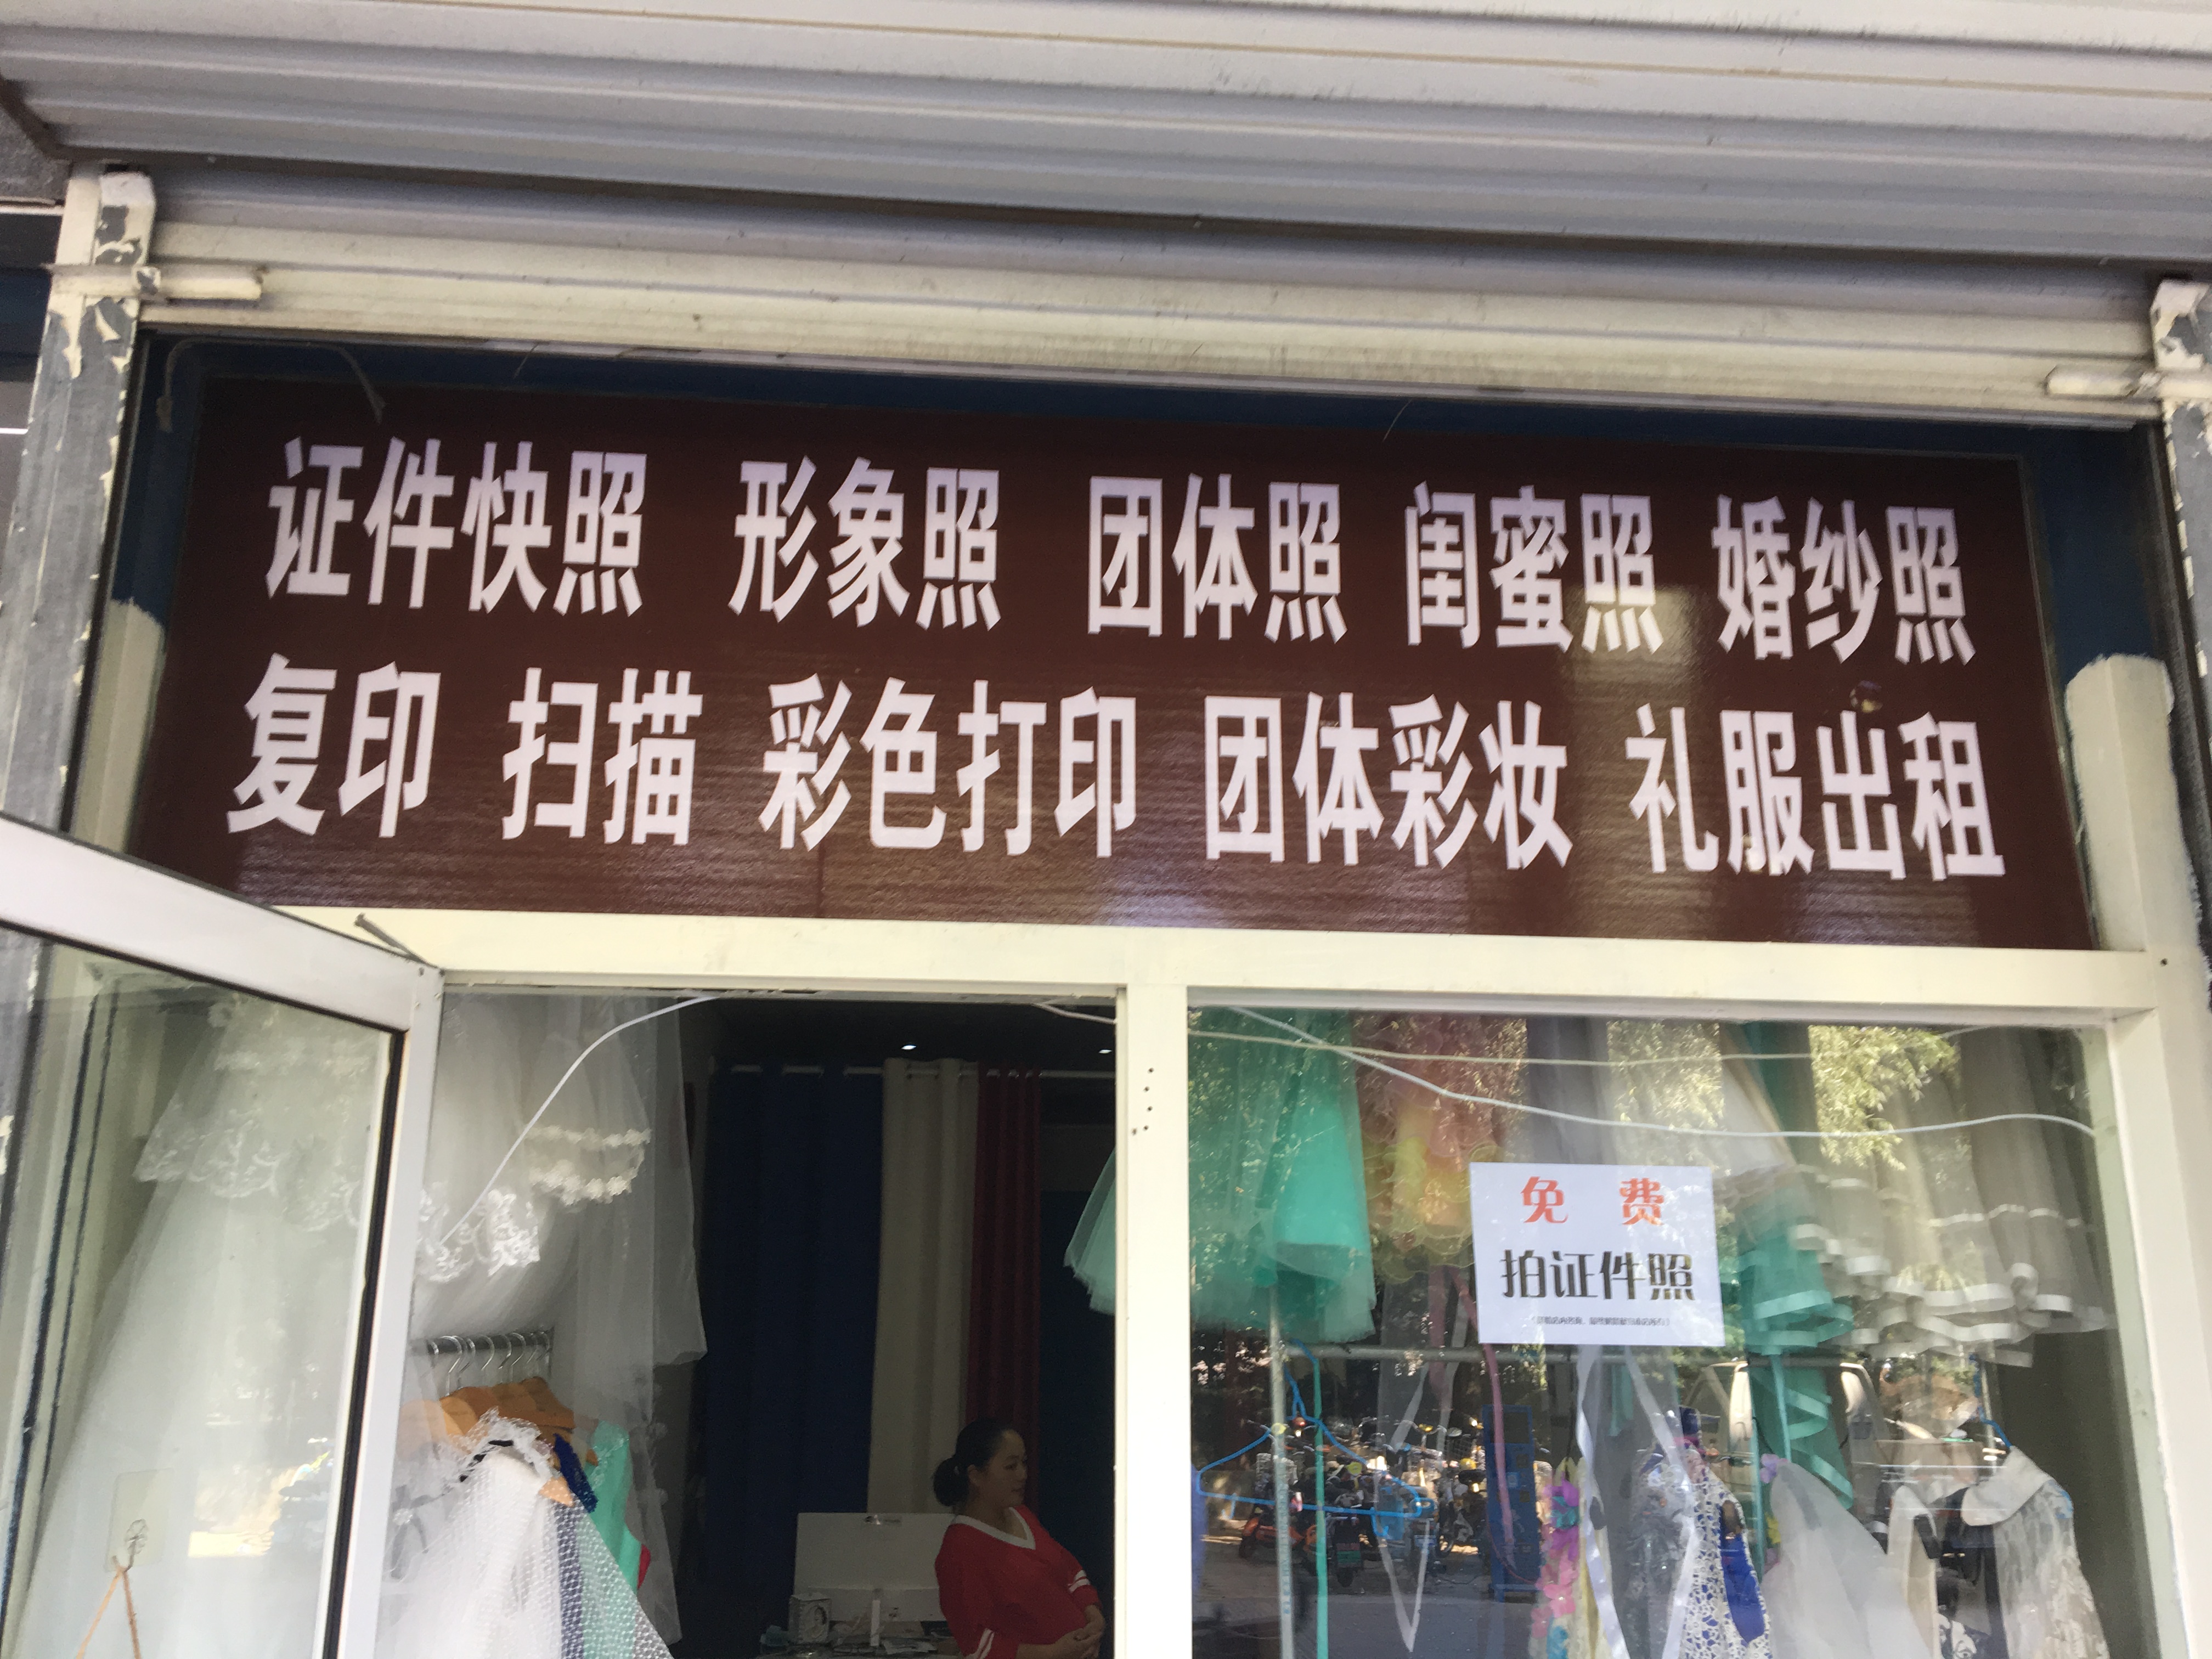 证件快照 形象照 团体照 闺蜜照 婚纱照
复印 扫描 彩色打印 团体彩妆 礼服出租
免 费
拍证件照